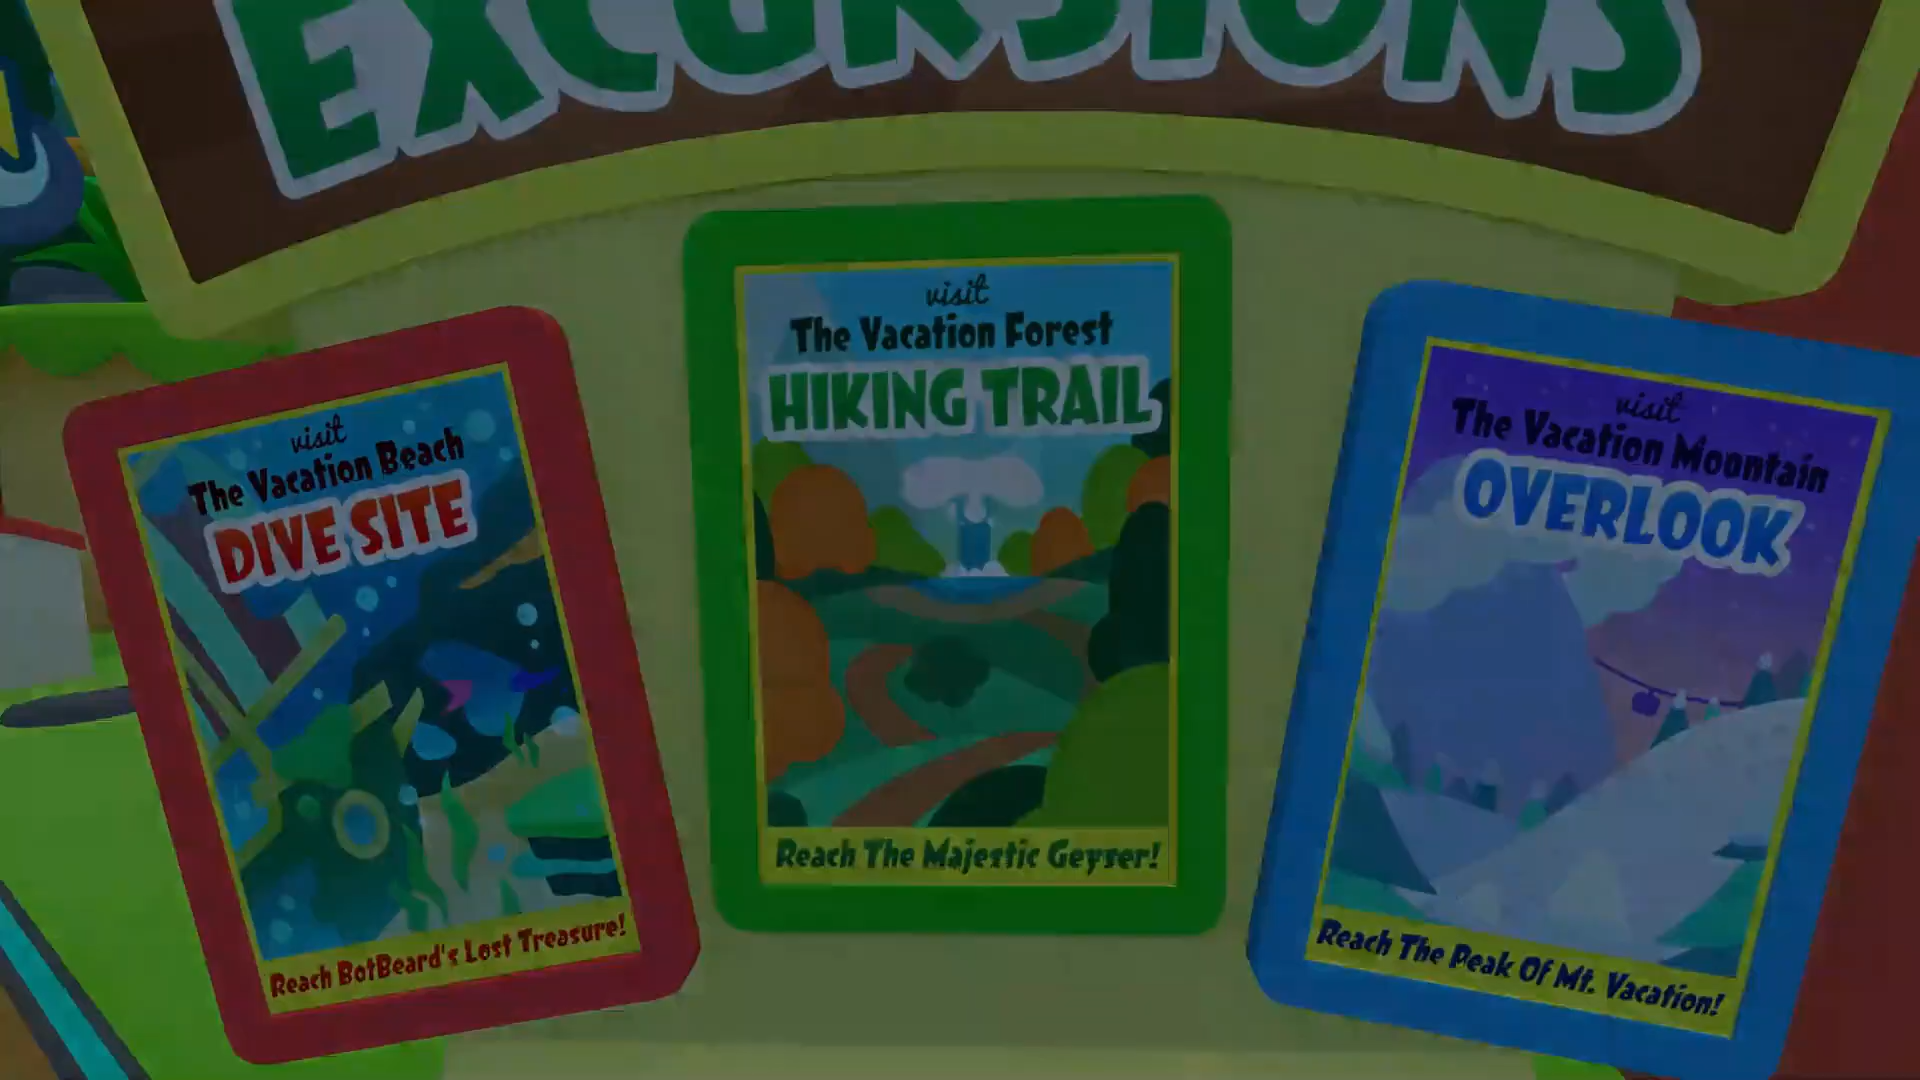 EXCURSIONS
visit
The Vacation Beach
DIVE SITE
Reach BotBeard's Lost Treasure!
visit
The Vacation Forest
HIKING TRAIL
Reach The Majestic Geyser!
visit
The Vacation Mountain
OVERLOOK
Reach The Peak Of Mt. Vacation!